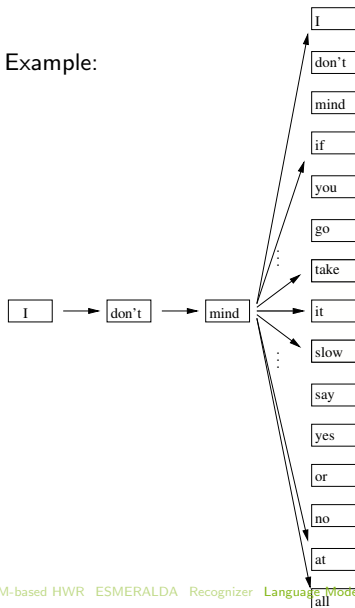 I
Example:
don't
mind
if
you
go
take
I don't mind it
slow
say
yes
or
no
at
M-based HWR ESMERALDA Recognizer Language Mode
all